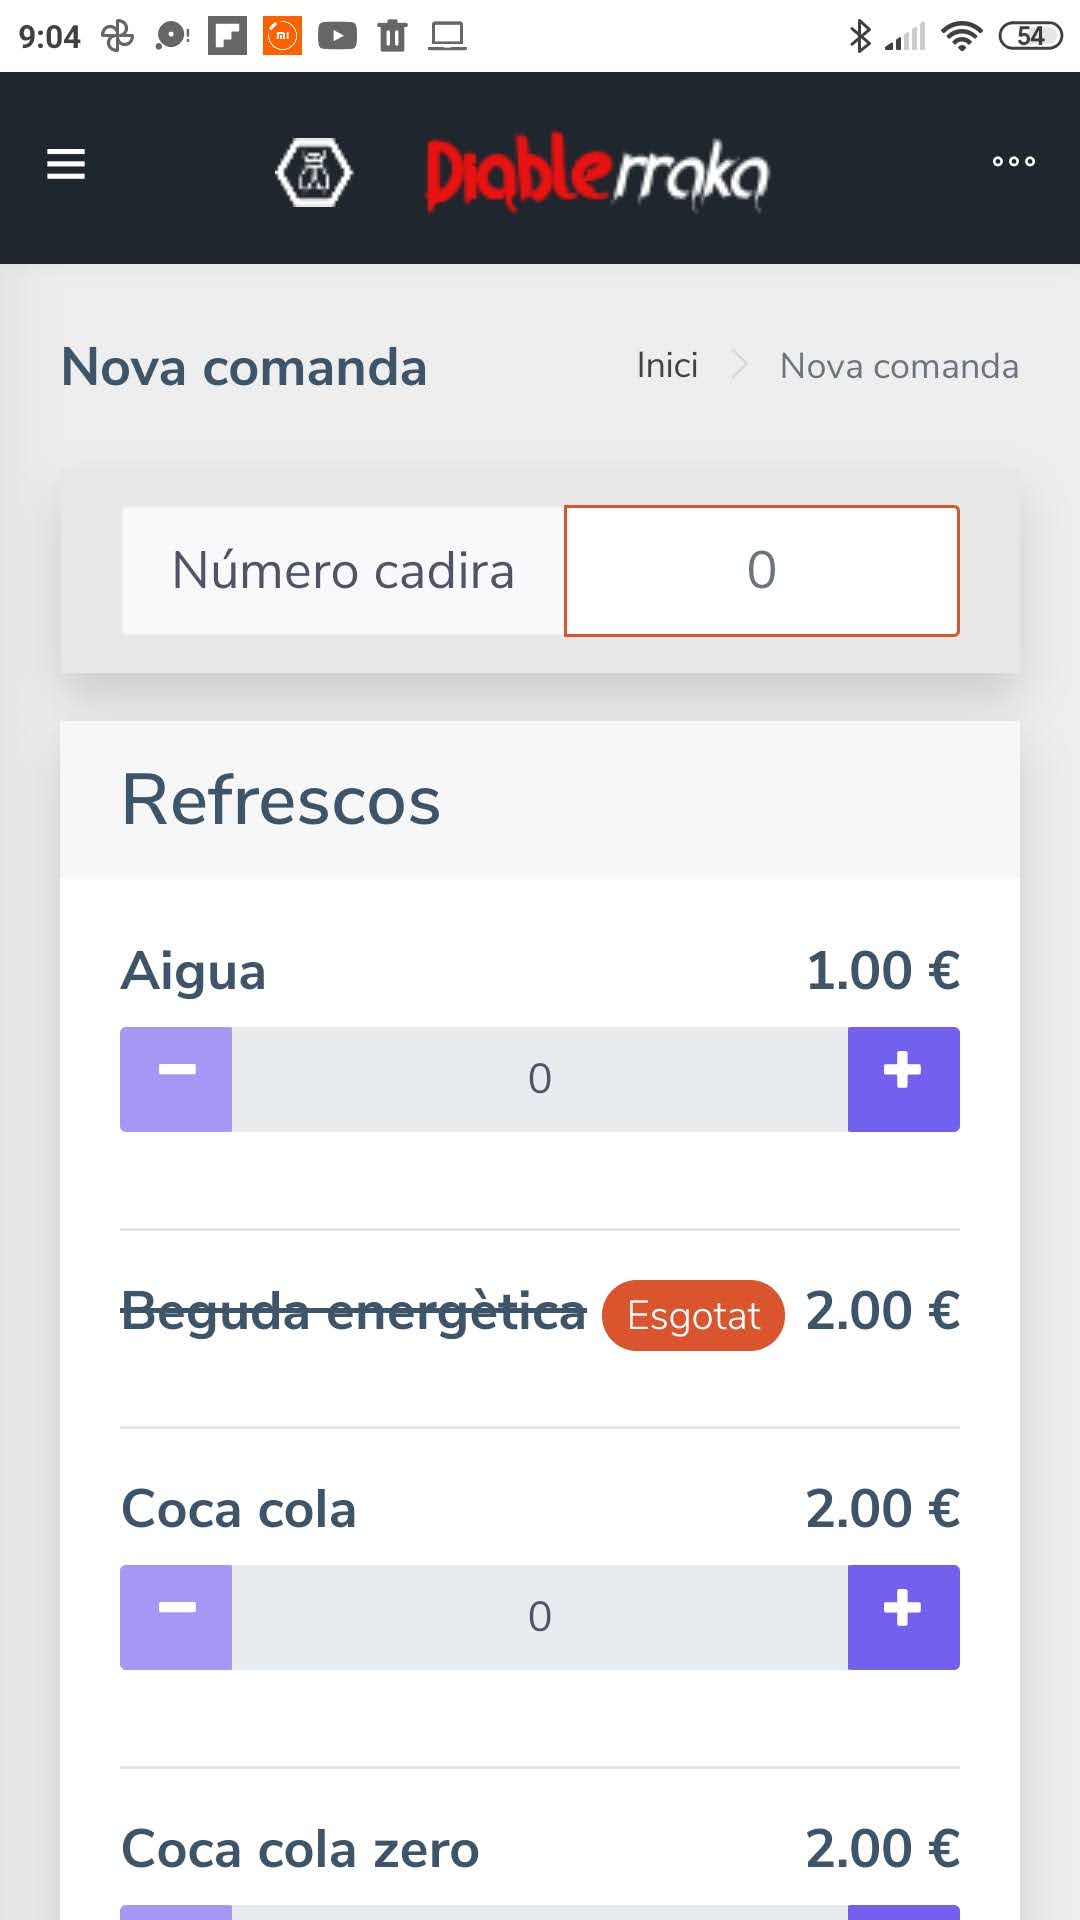 9:04
54
Diablerraka
Nova comanda
Inici > Nova comanda
Número cadira 0
Refrescos
Aigua 1.00 €
− 0 +
Beguda energètica Esgotat 2.00 €
Coca cola 2.00 €
− 0 +
Coca cola zero 2.00 €